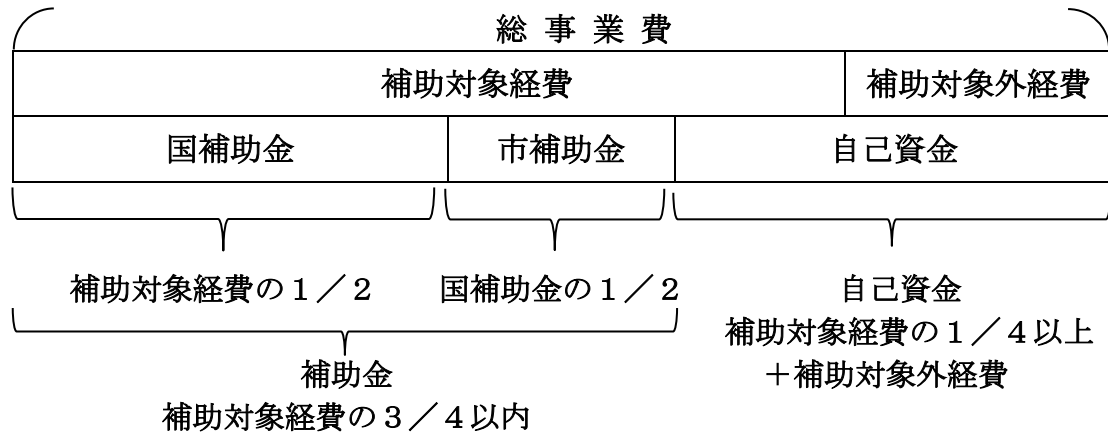 総 事 業 費
補助対象経費 補助対象外経費
国補助金 市補助金 自己資金
補助対象経費の１／２ 国補助金の１／２ 自己資金
補助対象経費の１／４以上
＋補助対象外経費
補助金
補助対象経費の３／４以内